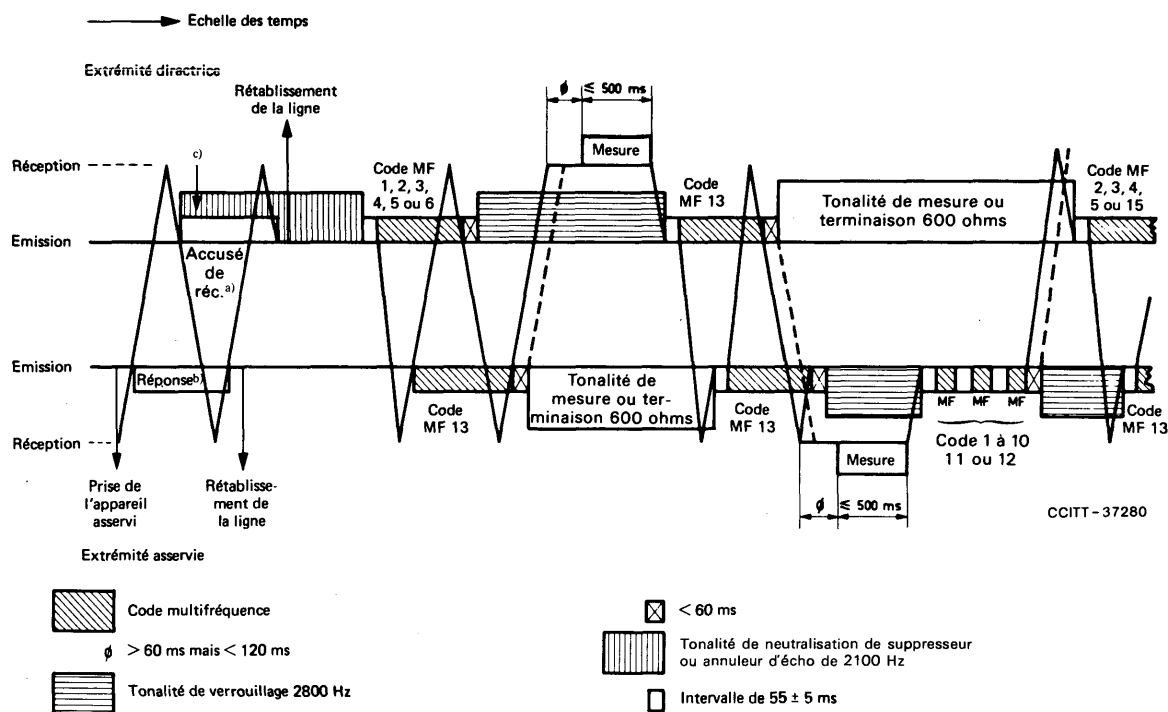 Echelle des temps
Extrémité directrice
Rétablissement
de la ligne
ϕ
≤ 500 ms
Mesure
Réception
c)
Code MF
1, 2, 3,
4, 5 ou 6
Code
MF 13
Tonalité de mesure ou
terminaison 600 ohms
Code MF
2, 3, 4,
5 ou 15
Emission
Accusé
de
réc.a)
Emission
Réponseb)
Code
MF 13
Tonalité de
mesure ou ter-
minaison 600 ohms
Code
MF 13
MF MF MF
Code 1 à 10
11 ou 12
Code
MF 13
Réception
Mesure
Prise de
l'appareil
asservi
Rétablisse-
ment de
la ligne
ϕ
≤ 500 ms
CCITT – 37280
Extrémité asservie
Code multifréquence
ϕ > 60 ms mais < 120 ms
Tonalité de verrouillage 2800 Hz
< 60 ms
Tonalité de neutralisation de suppresseur
ou annuleur d'écho de 2100 Hz
Intervalle de 55 ± 5 ms